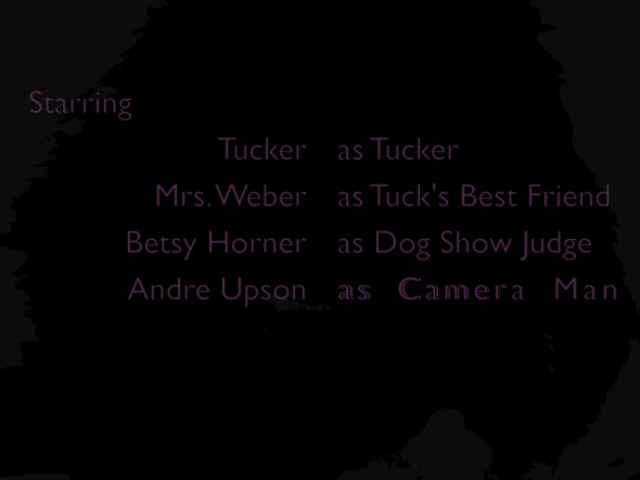 Starring
Tucker as Tucker
Mrs. Weber as Tuck's Best Friend
Betsy Horner as Dog Show Judge
Andre Upson as Camera Man